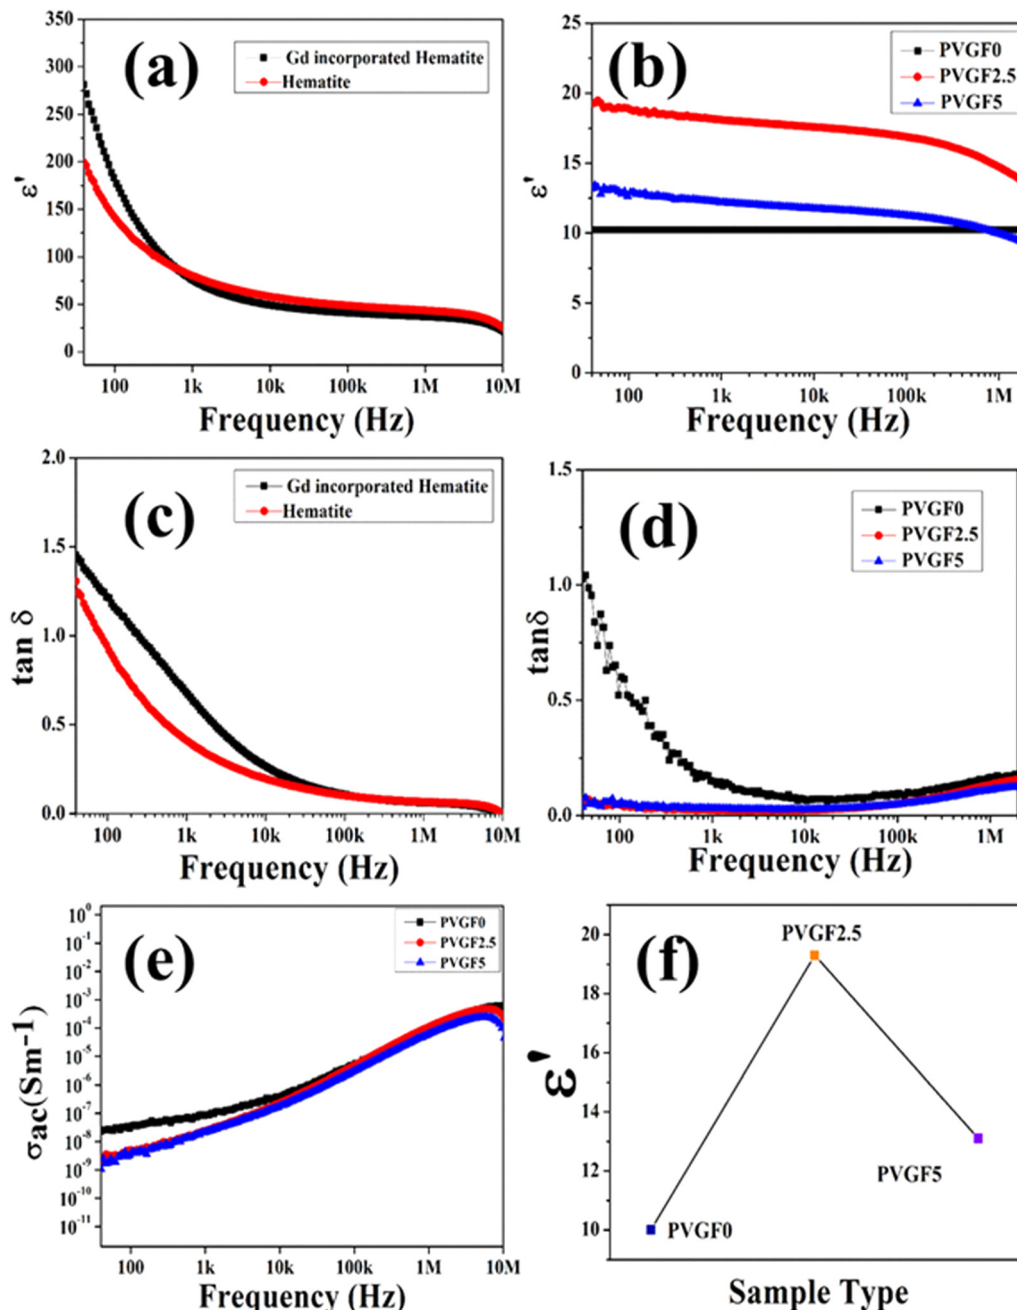 (a)
Gd incorporated Hematite
Hematite
350
300
250
200
150
100
50
0
ε'
100 1k 10k 100k 1M 10M
Frequency (Hz)
(b)
PVGF0
PVGF2.5
PVGF5
25
20
15
10
5
0
ε'
100 1k 10k 100k 1M
Frequency (Hz)
(c)
Gd incorporated Hematite
Hematite
2.0
1.5
1.0
0.5
0.0
tan δ
100 1k 10k 100k 1M 10M
Frequency (Hz)
(d)
PVGF0
PVGF2.5
PVGF5
1.5
1.0
0.5
0.0
tanδ
100 1k 10k 100k 1M
Frequency (Hz)
(e)
PVGF0
PVGF2.5
PVGF5
10⁰
10⁻¹
10⁻²
10⁻³
10⁻⁴
10⁻⁵
10⁻⁶
10⁻⁷
10⁻⁸
10⁻⁹
10⁻¹⁰
10⁻¹¹
σac(Sm⁻¹)
100 1k 10k 100k 1M 10M
Frequency (Hz)
(f)
20
18
16
14
12
10
ε'
PVGF2.5
PVGF5
PVGF0
Sample Type